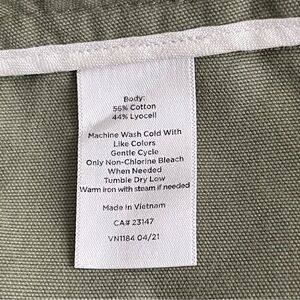 Body:
56% Cotton
44% Lyocell
Machine Wash Cold With
Like Colors
Gentle Cycle
Only Non-Chlorine Bleach
When Needed
Tumble Dry Low
Warm iron with steam if needed
Made in Vietnam
CA# 23147
VN1184 04/21